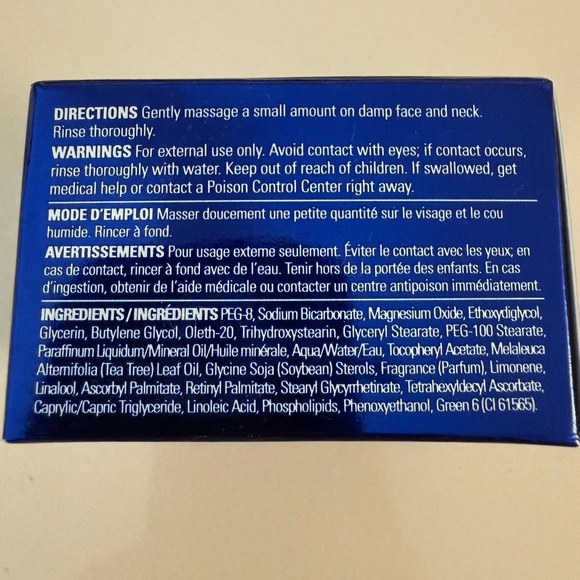 DIRECTIONS Gently massage a small amount on damp face and neck.
Rinse thoroughly.
WARNINGS For external use only. Avoid contact with eyes; if contact occurs,
rinse thoroughly with water. Keep out of reach of children. If swallowed, get
medical help or contact a Poison Control Center right away.
MODE D'EMPLOI Masser doucement une petite quantité sur le visage et le cou
humide. Rincer à fond.
AVERTISSEMENTS Pour usage externe seulement. Éviter le contact avec les yeux; en
cas de contact, rincer à fond avec de l'eau. Tenir hors de la portée des enfants. En cas
d'ingestion, obtenir de l'aide médicale ou contacter un centre antipoison immédiatement.
INGREDIENTS / INGRÉDIENTS PEG-8, Sodium Bicarbonate, Magnesium Oxide, Ethoxydiglycol,
Glycerin, Butylene Glycol, Oleth-20, Trihydroxystearin, Glyceryl Stearate, PEG-100 Stearate,
Paraffinum Liquidum/Mineral Oil/Huile minérale, Aqua/Water/Eau, Tocopheryl Acetate, Melaleuca
Alternifolia (Tea Tree) Leaf Oil, Glycine Soja (Soybean) Sterols, Fragrance (Parfum), Limonene,
Linalool, Ascorbyl Palmitate, Retinyl Palmitate, Stearyl Glycyrrhetinate, Tetrahexyldecyl Ascorbate,
Caprylic/Capric Triglyceride, Linoleic Acid, Phospholipids, Phenoxyethanol, Green 6 (CI 61565).